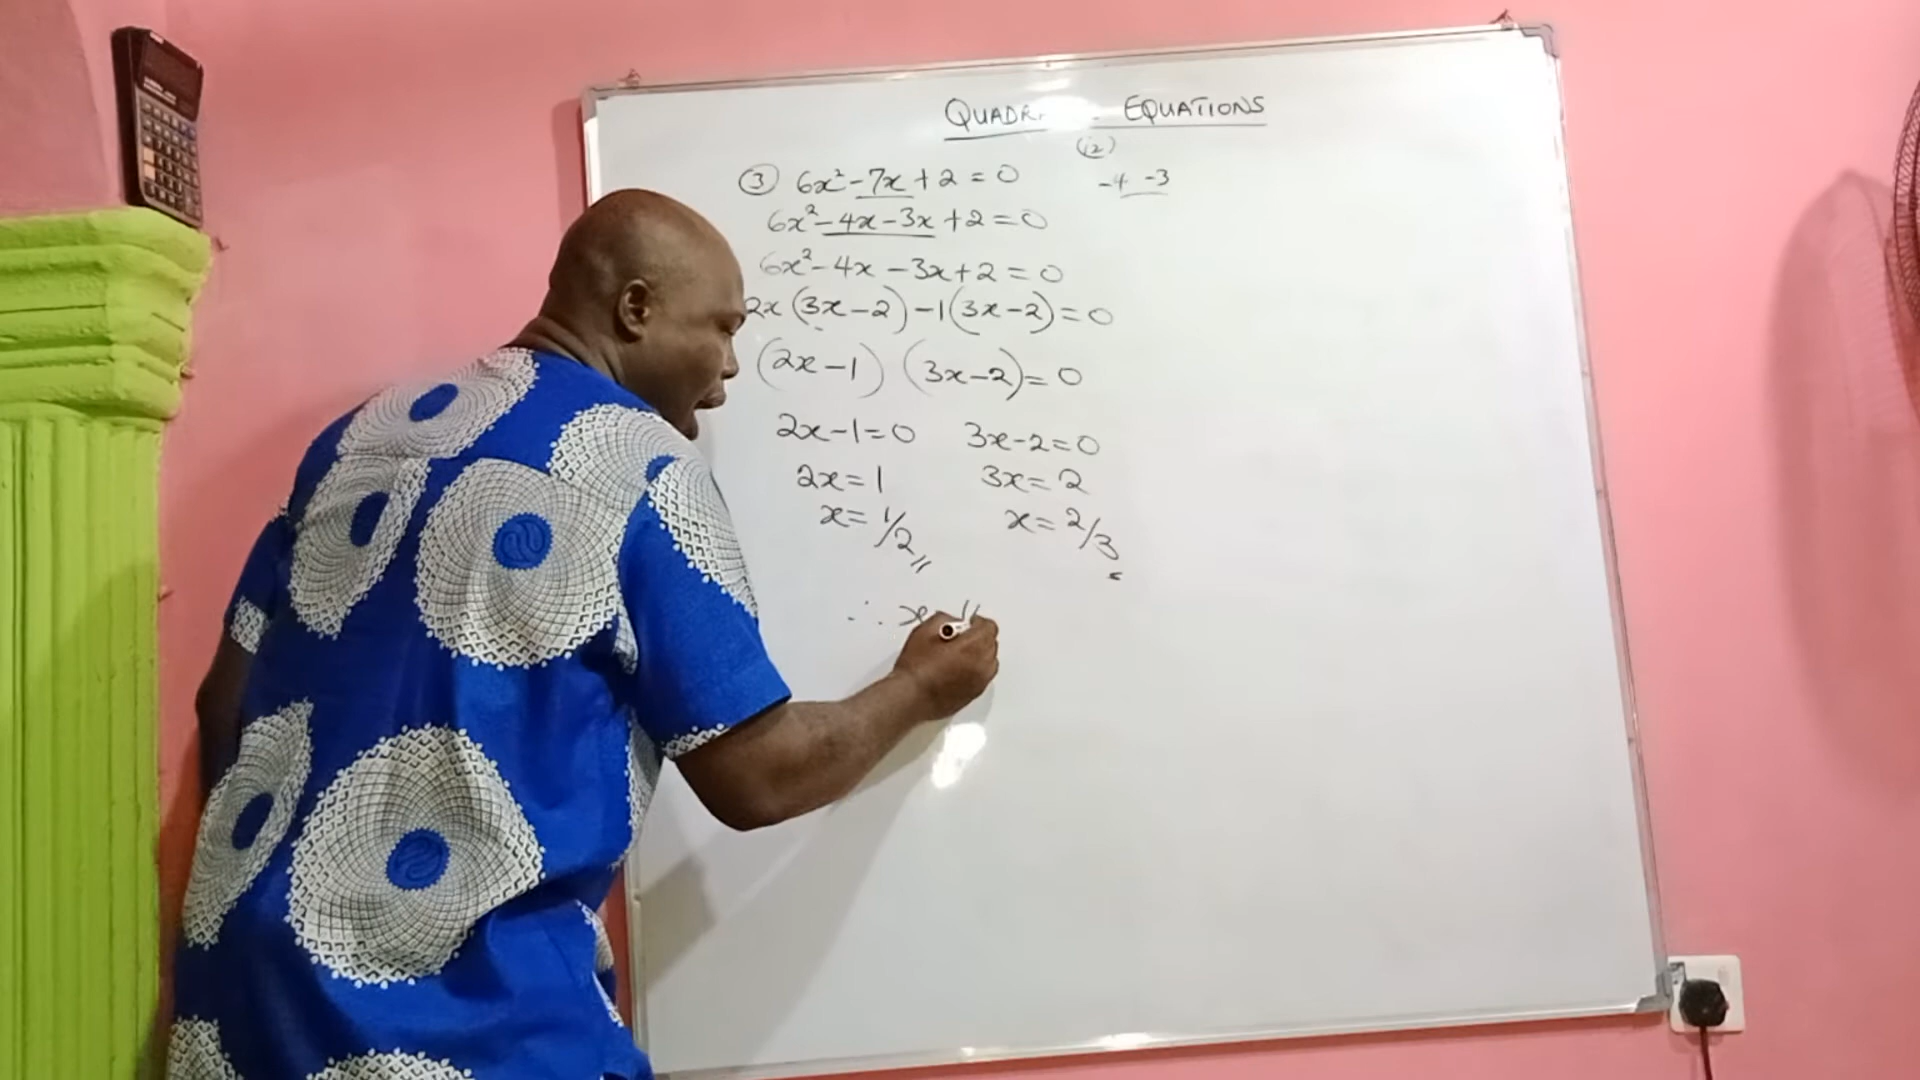 QUADR EQUATIONS
(12)
③ 6x² - 7x + 2 = 0
-4 -3
6x² - 4x - 3x + 2 = 0
6x² - 4x - 3x + 2 = 0
2x (3x - 2) - 1 (3x - 2) = 0
(2x - 1) (3x - 2) = 0
2x - 1 = 0 3x - 2 = 0
2x = 1 3x = 2
x = 1/2 x = 2/3
∴ x